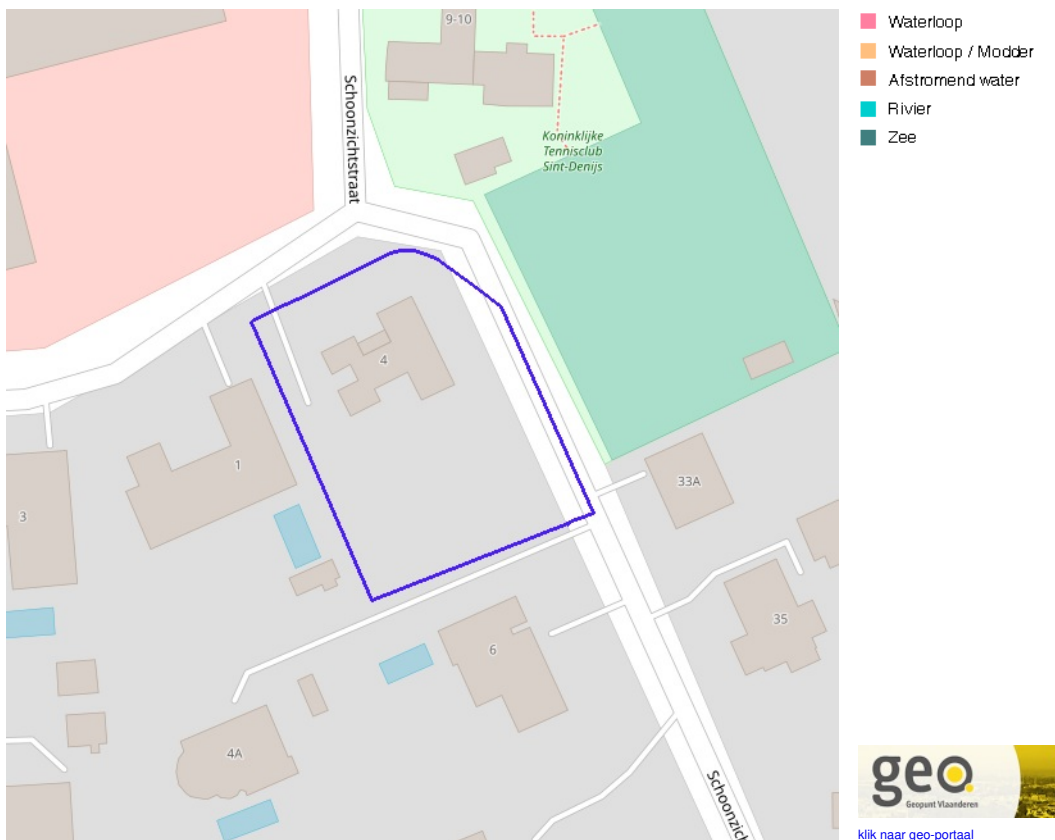 9-10
Schoonzichtstraat
Koninklijke
Tennisclub
Sint-Denijs
4
1
3
33A
35
6
4A
Schoonzich
Waterloop
Waterloop / Modder
Afstromend water
Rivier
Zee
geo.
Geopunt Vlaanderen
klik naar geo-portaal